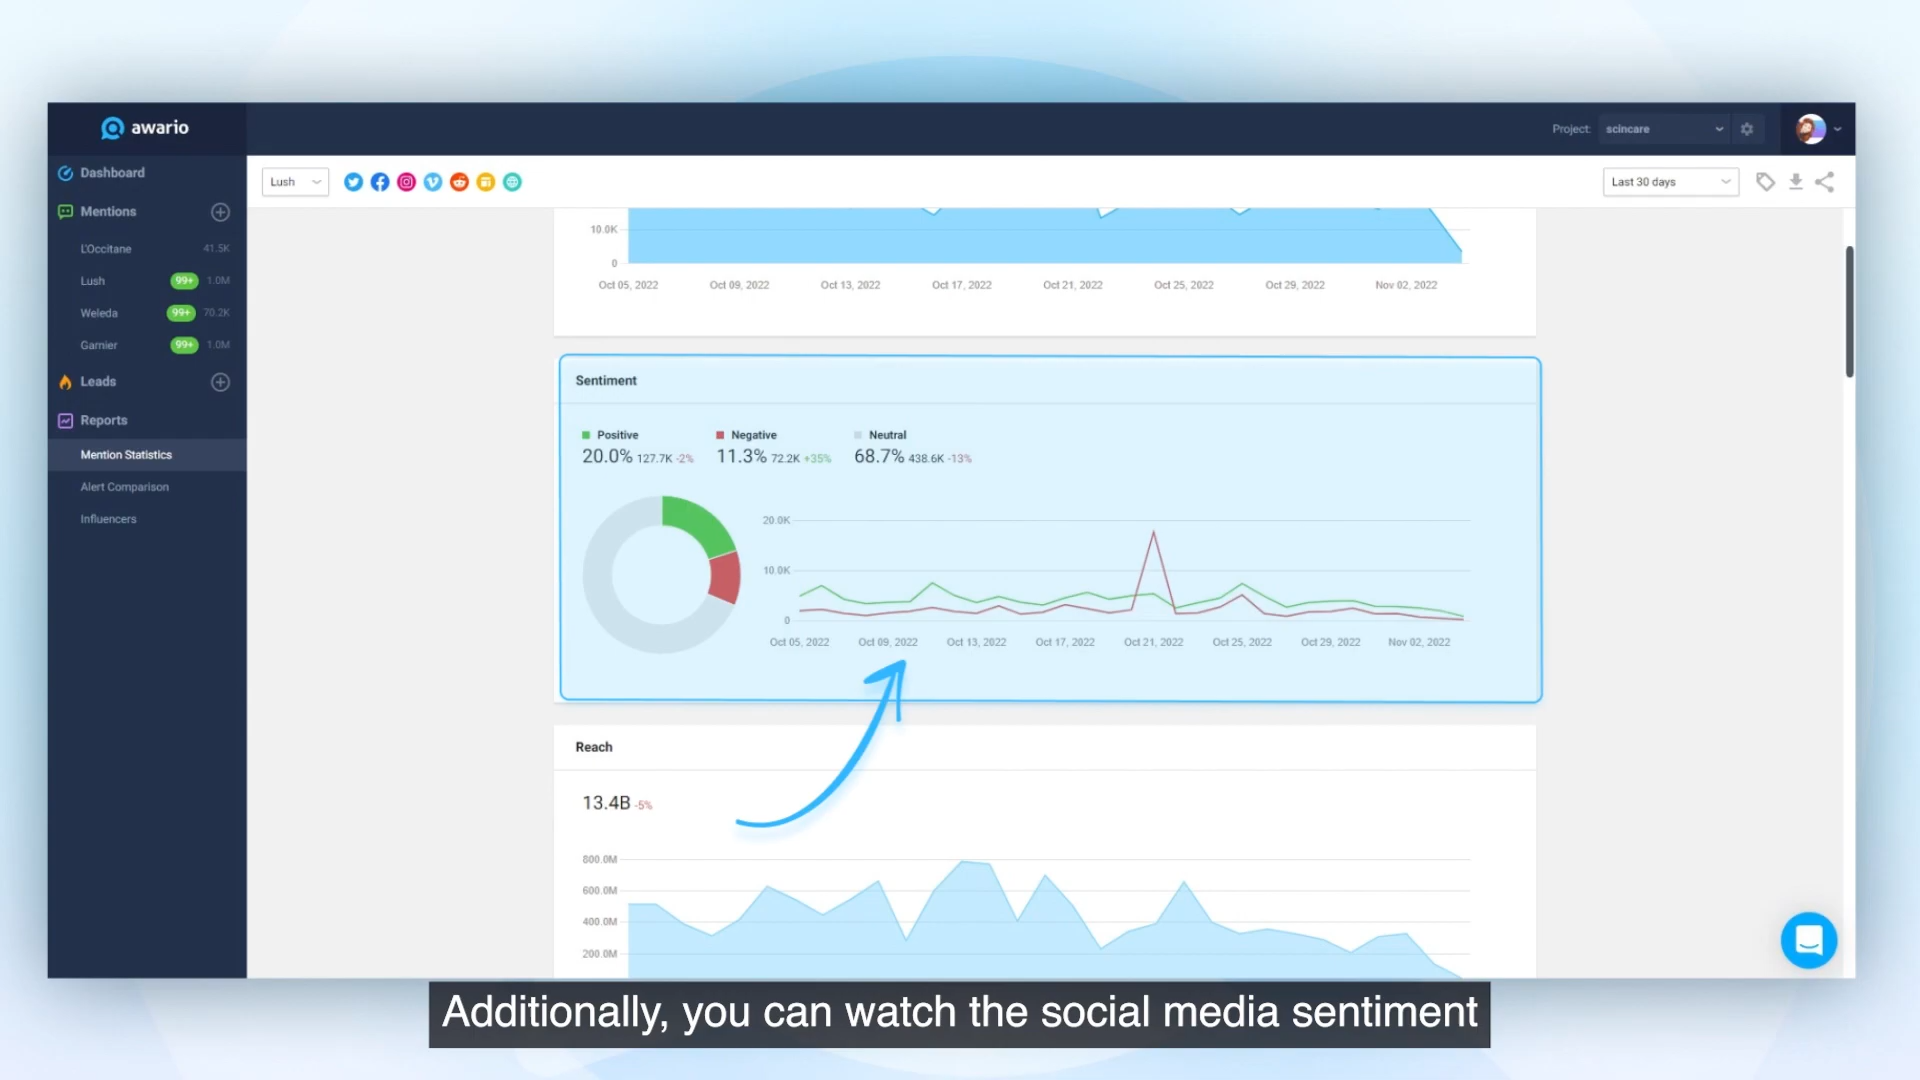 awario
Project: scincare
Dashboard
Lush
Last 30 days
Mentions
L'Occitane 41.5K
Lush 99+ 1.0M
Weleda 99+ 70.2K
Garnier 99+ 1.0M
Leads
Reports
Mention Statistics
Alert Comparison
Influencers
10.0K
0
Oct 05, 2022 Oct 09, 2022 Oct 13, 2022 Oct 17, 2022 Oct 21, 2022 Oct 25, 2022 Oct 29, 2022 Nov 02, 2022
Sentiment
Positive Negative Neutral
20.0% 127.7K -2% 11.3% 72.2K +35% 68.7% 438.6K -13%
20.0K
10.0K
0
Oct 05, 2022 Oct 09, 2022 Oct 13, 2022 Oct 17, 2022 Oct 21, 2022 Oct 25, 2022 Oct 29, 2022 Nov 02, 2022
Reach
13.4B -5%
800.0M
600.0M
400.0M
200.0M
Additionally, you can watch the social media sentiment